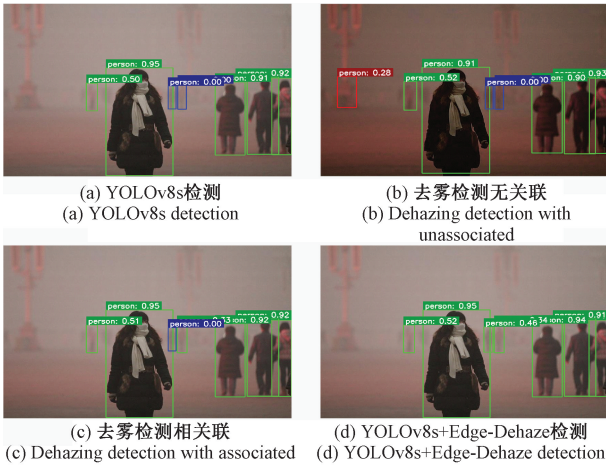 person: 0.95
person: 0.50
0.00
person: 0.91
person: 0.92
(a) YOLOv8s检测
(a) YOLOv8s detection
person: 0.28
person: 0.91
person: 0.52
person: 0.00
person: 0.90
0.93
(b) 去雾检测无关联
(b) Dehazing detection with
unassociated
person: 0.95
person: 0.51
person: 0.00
person: 0.92
person: 0.92
(c) 去雾检测相关联
(c) Dehazing detection with associated
person: 0.95
person: 0.52
person: 0.46
person: 0.94
person: 0.91
(d) YOLOv8s+Edge-Dehaze检测
(d) YOLOv8s+Edge-Dehaze detection